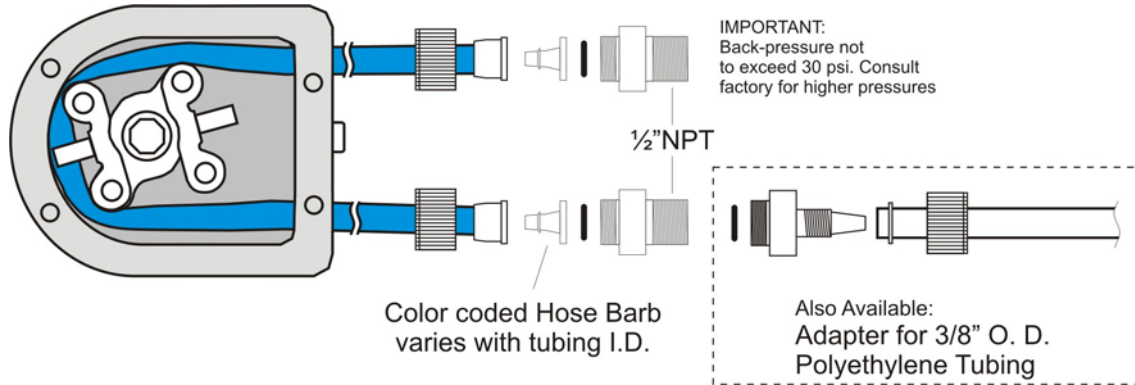 IMPORTANT:
Back-pressure not
to exceed 30 psi. Consult
factory for higher pressures
½”NPT
Color coded Hose Barb
varies with tubing I.D.
Also Available:
Adapter for 3/8” O. D.
Polyethylene Tubing